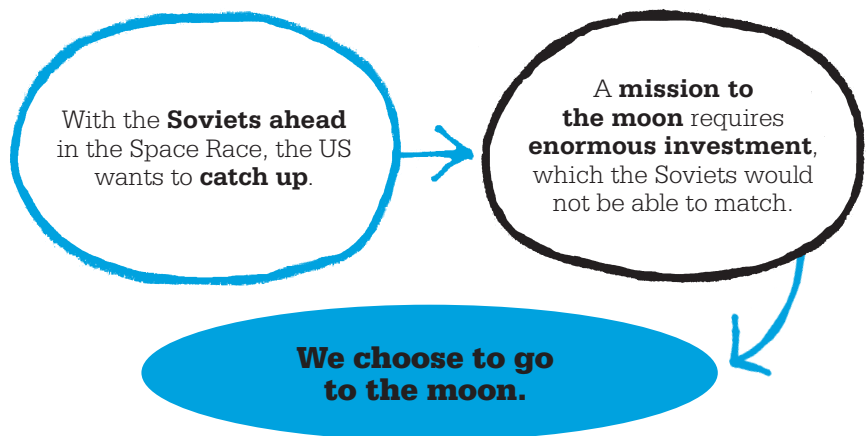 With the Soviets ahead
in the Space Race, the US
wants to catch up.
A mission to
the moon requires
enormous investment,
which the Soviets would
not be able to match.
We choose to go
to the moon.